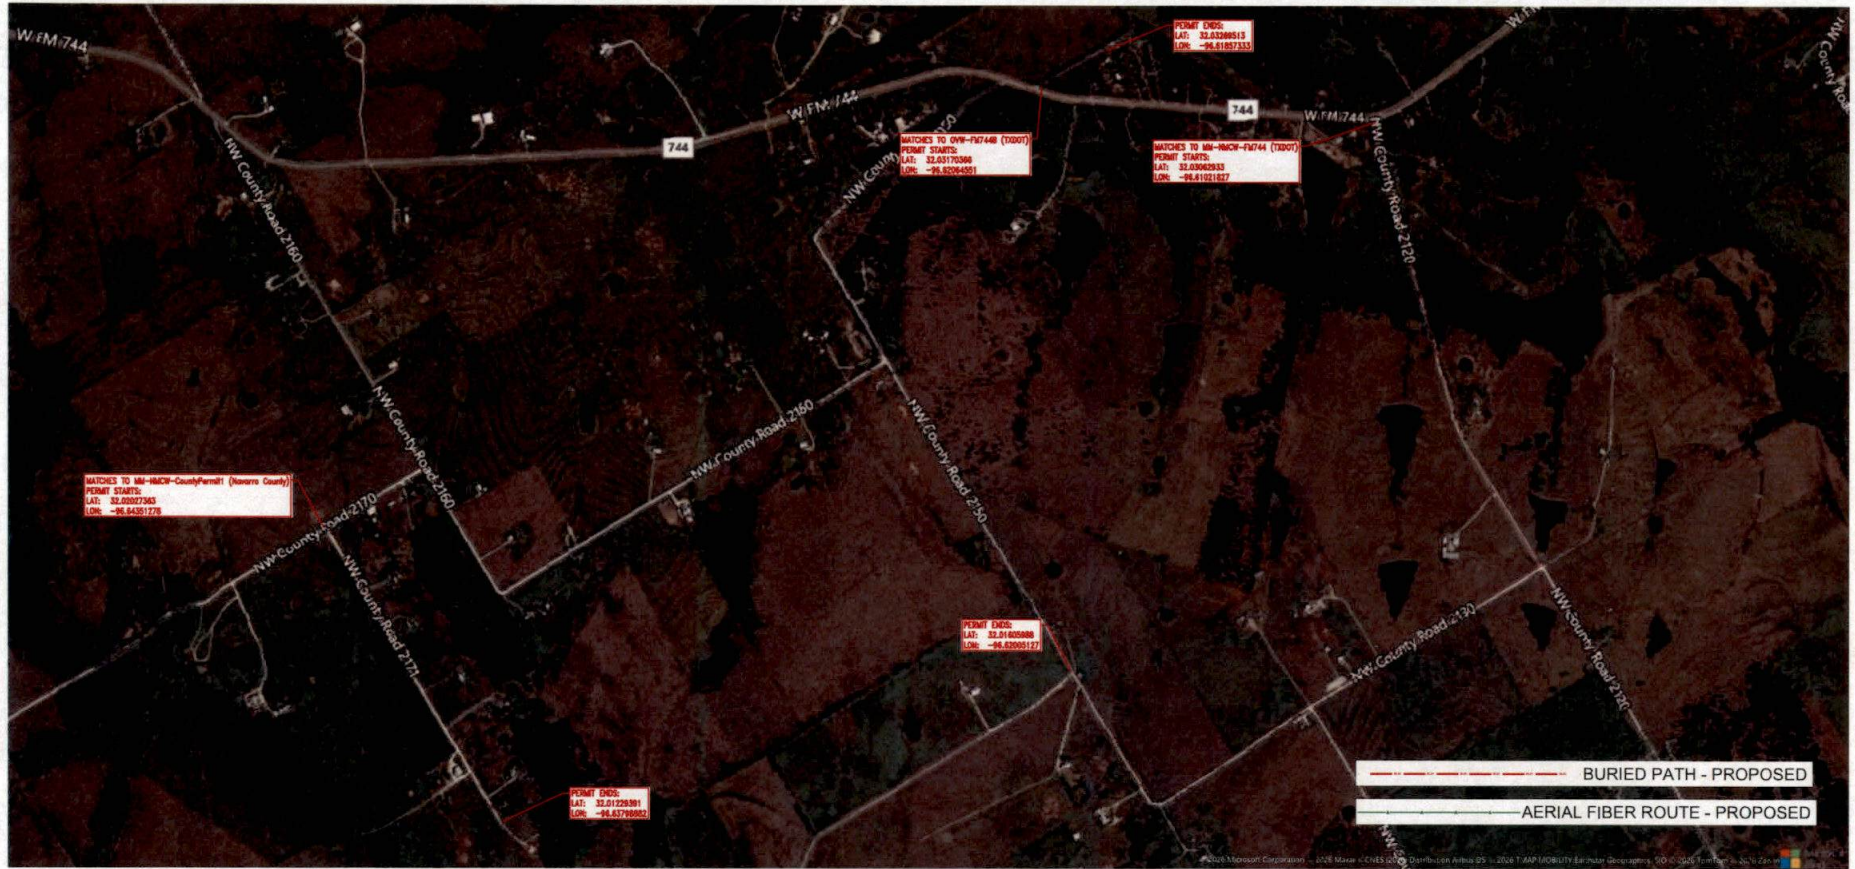 W FM 744
PERMIT ENDS:
LAT: 32.03269513
LON: -96.61857333
W FM 744
744
W FM 744
744
W FM 744
MATCHES TO OVW-FM744B (TXDOT)
PERMIT STARTS:
LAT: 32.03170366
LON: -96.62064551
MATCHES TO MM-NMCW-FM744 (TXDOT)
PERMIT STARTS:
LAT: 32.03062933
LON: -96.61021827
NW County Road 2160
NW County Road 2120
NW County Road 2160
NW County Road 2160
NW County Road 2150
MATCHES TO MM-NMCW-CountyPermit1 (Navarro County)
PERMIT STARTS:
LAT: 32.02027363
LON: -96.64351276
NW County Road 2170
NW County Road 2171
PERMIT ENDS:
LAT: 32.01605988
LON: -96.62005127
NW County Road 2130
NW County Road 2120
PERMIT ENDS:
LAT: 32.01229391
LON: -96.63798882
BURIED PATH - PROPOSED
AERIAL FIBER ROUTE - PROPOSED